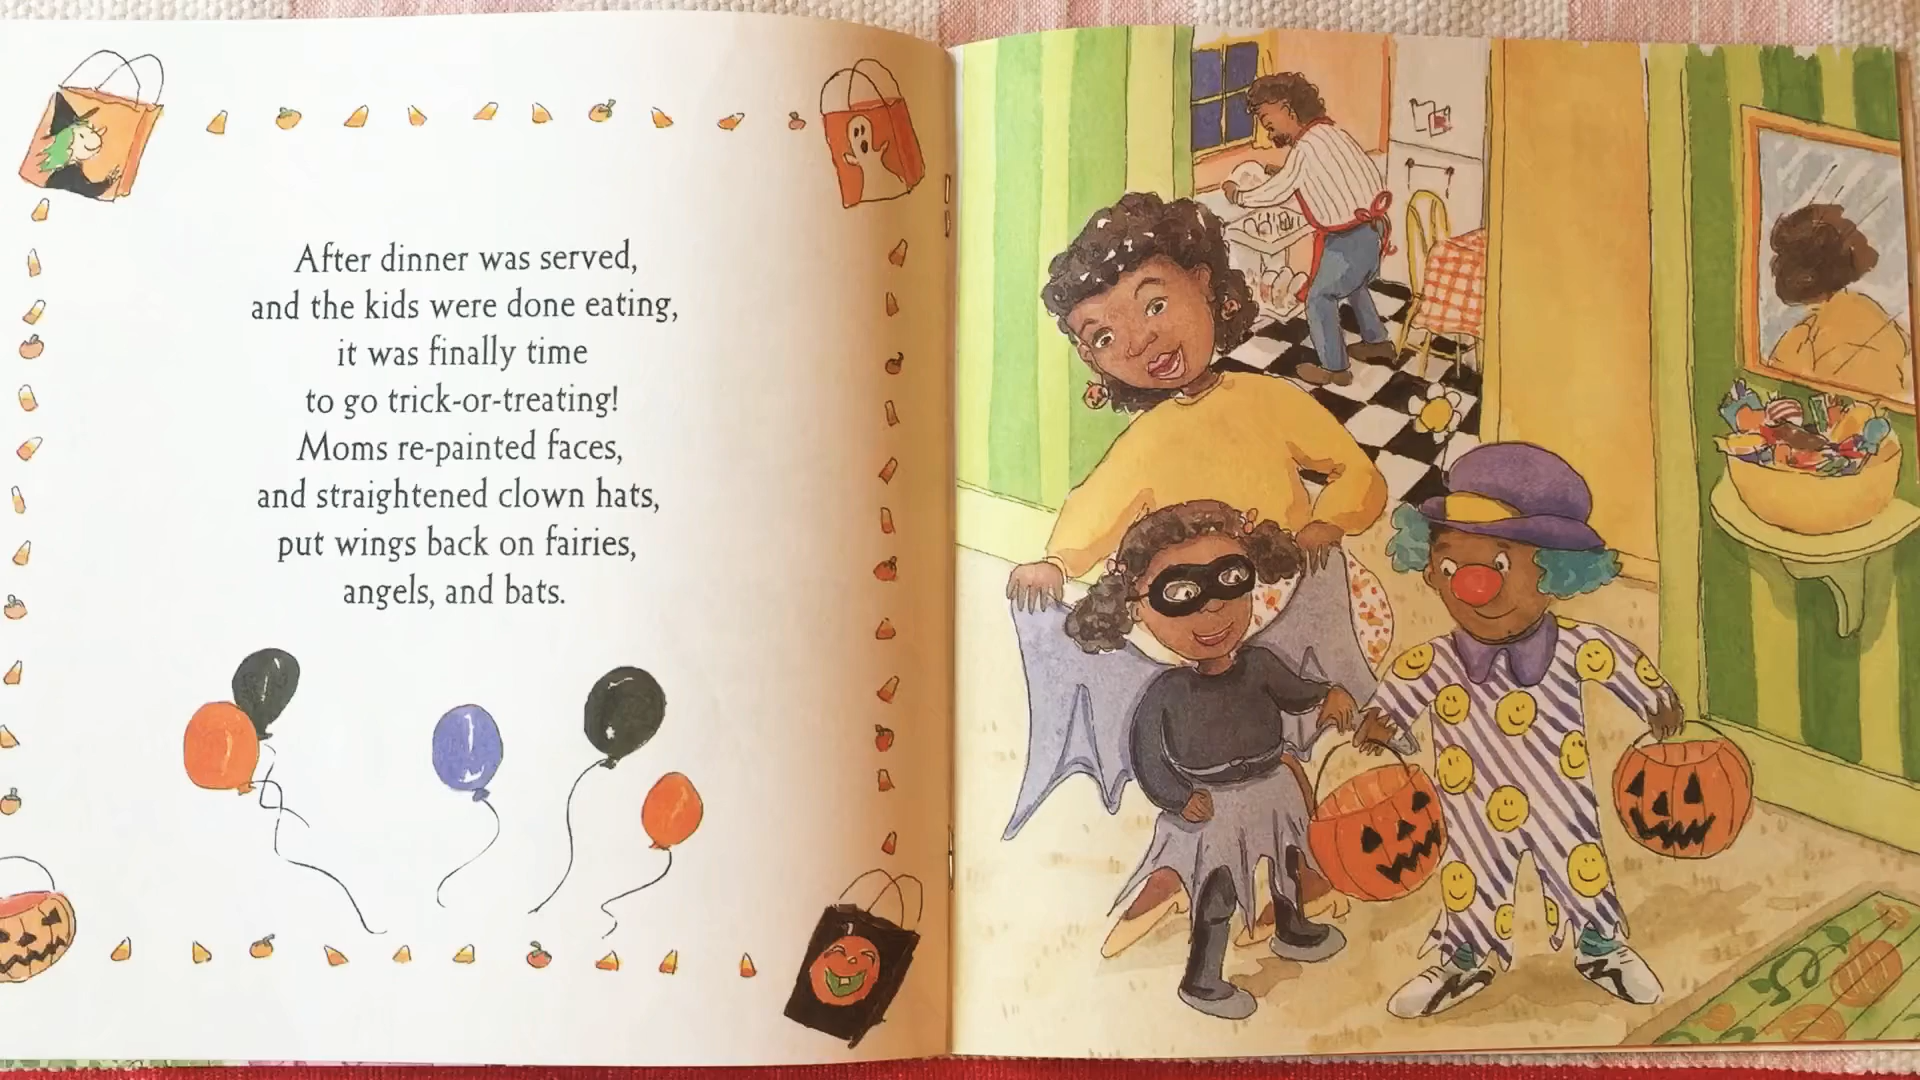 After dinner was served,
and the kids were done eating,
it was finally time
to go trick-or-treating!
Moms re-painted faces,
and straightened clown hats,
put wings back on fairies,
angels, and bats.